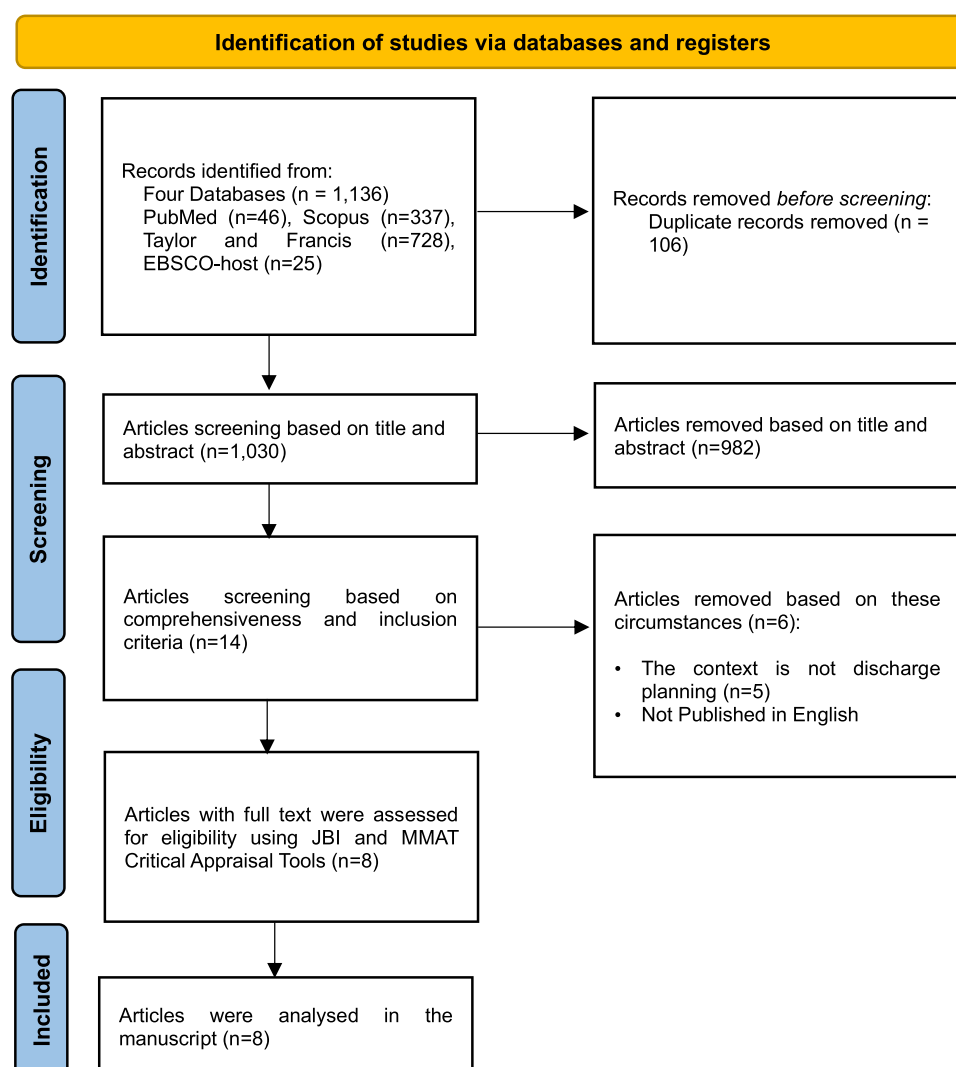 Identification of studies via databases and registers
Identification
Records identified from:
Four Databases (n = 1,136)
PubMed (n=46), Scopus (n=337),
Taylor and Francis (n=728),
EBSCO-host (n=25)
Records removed before screening:
Duplicate records removed (n =
106)
Screening
Articles screening based on title and
abstract (n=1,030)
Articles removed based on title and
abstract (n=982)
Articles screening based on
comprehensiveness and inclusion
criteria (n=14)
Articles removed based on these
circumstances (n=6):
• The context is not discharge
planning (n=5)
• Not Published in English
Eligibility
Articles with full text were assessed
for eligibility using JBI and MMAT
Critical Appraisal Tools (n=8)
Included
Articles were analysed in the
manuscript (n=8)